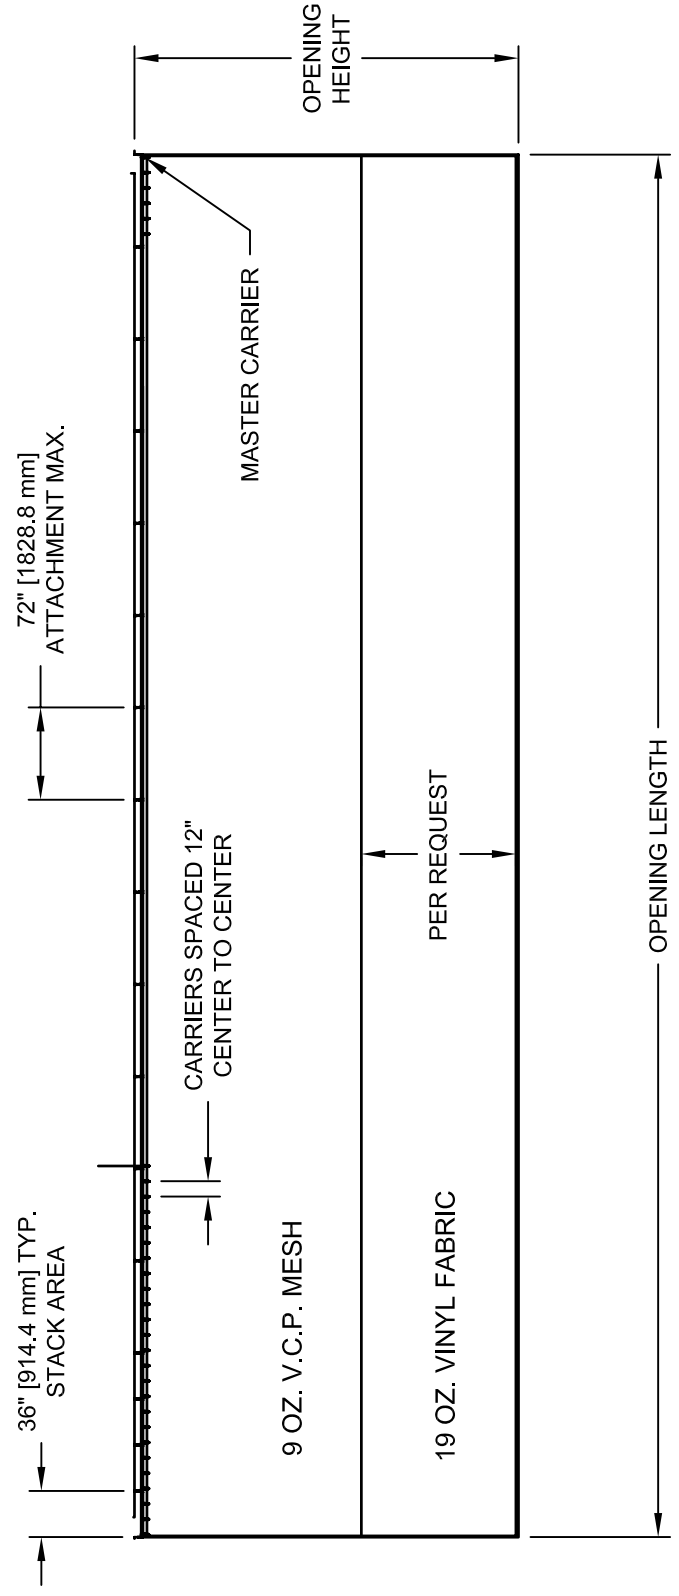 36" [914.4 mm] TYP.
STACK AREA
72" [1828.8 mm]
ATTACHMENT MAX.
CARRIERS SPACED 12"
CENTER TO CENTER
MASTER CARRIER
OPENING
HEIGHT
9 OZ. V.C.P. MESH
19 OZ. VINYL FABRIC
PER REQUEST
OPENING LENGTH